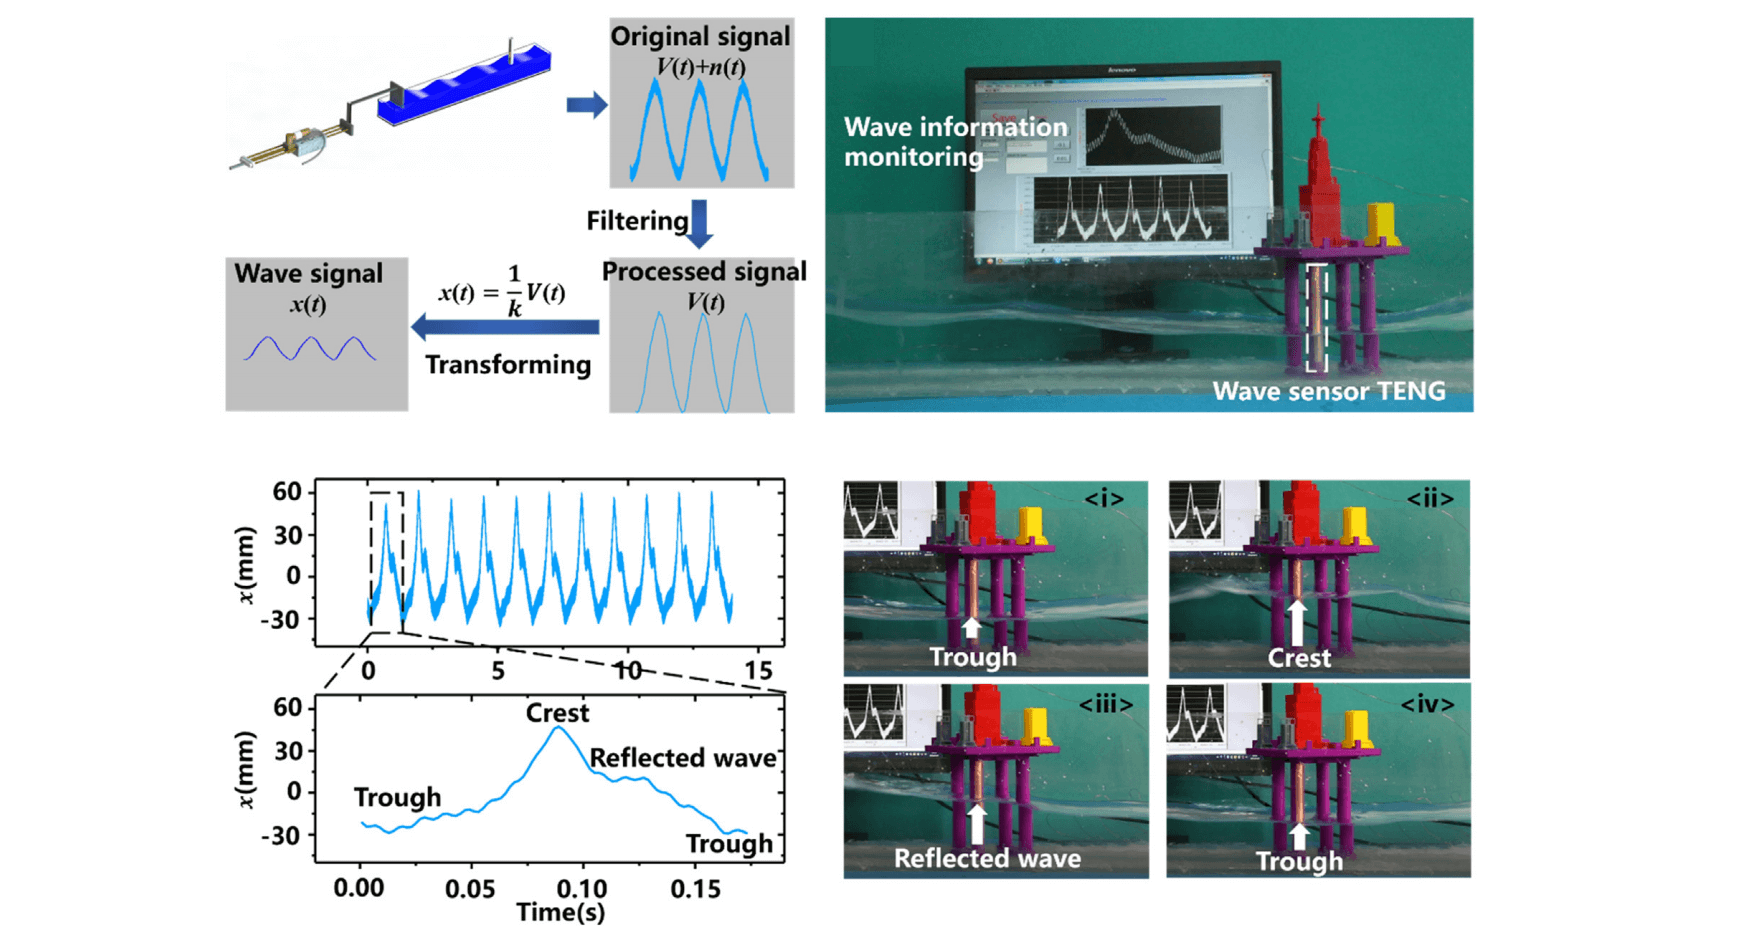 Original signal
V(t)+n(t)
Filtering
Wave signal
x(t)
x(t) = 1/k V(t)
Transforming
Processed signal
V(t)
Wave information
monitoring
Save
Wave sensor TENG
60
30
0
-30
x(mm)
0
5
10
15
60
30
0
-30
x(mm)
Crest
Reflected wave
Trough
Trough
0.00
0.05
0.10
0.15
Time(s)
<i>
Trough
<ii>
Crest
<iii>
Reflected wave
<iv>
Trough